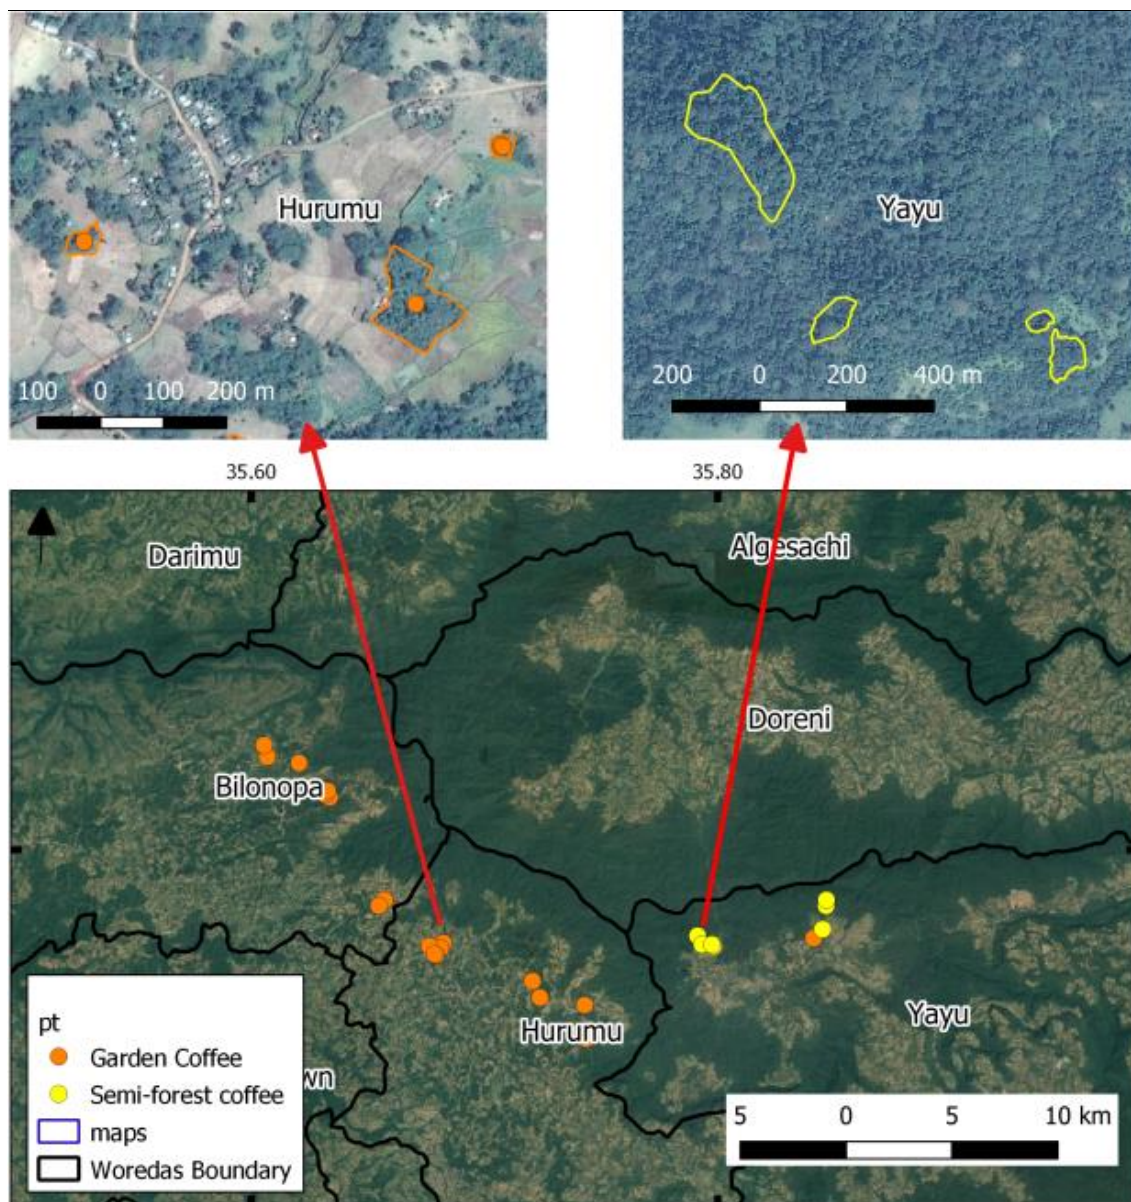 Hurumu
100 0 100 200 m
Yayu
200 0 200 400 m
35.60
35.80
Darimu
Algesachi
Doreni
Bilonopa
Hurumu
Yayu
pt
Garden Coffee
Semi-forest coffee
wn
maps
Woredas Boundary
5 0 5 10 km